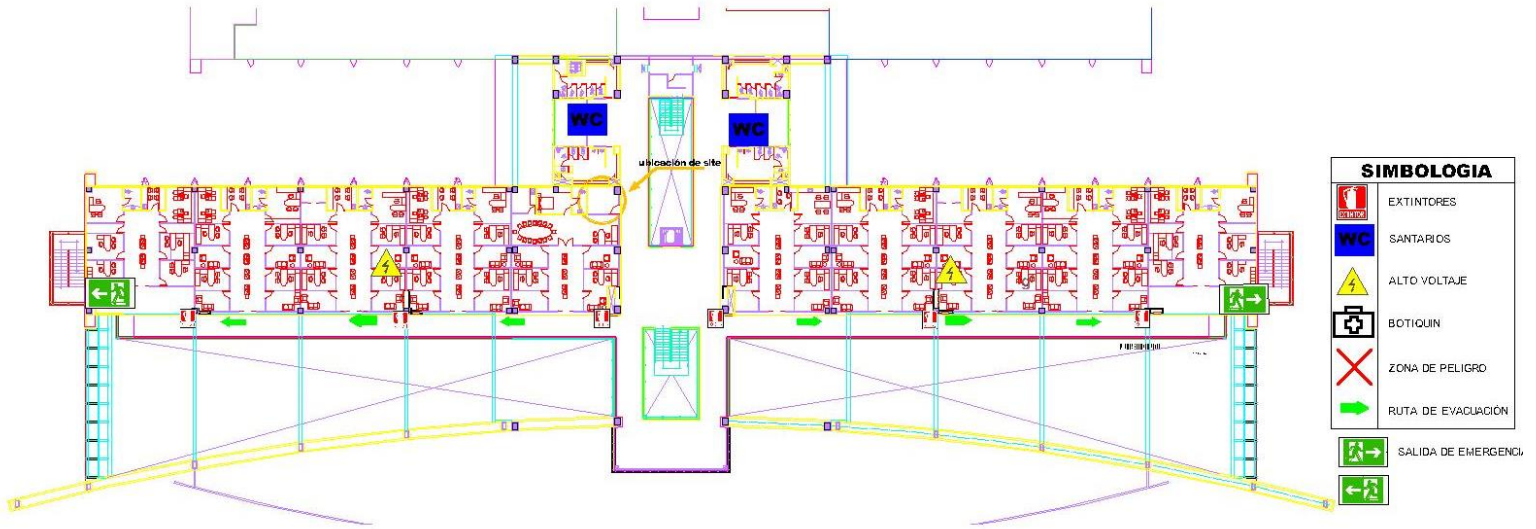 WC
WC
ubicación de site
9
SIMBOLOGIA
EXTINTORES
WC
SANTARIOS
ALTO VOLTAJE
BOTIQUIN
ZONA DE PELIGRO
RUTA DE EVACUACIÓN
SALIDA DE EMERGENCIA